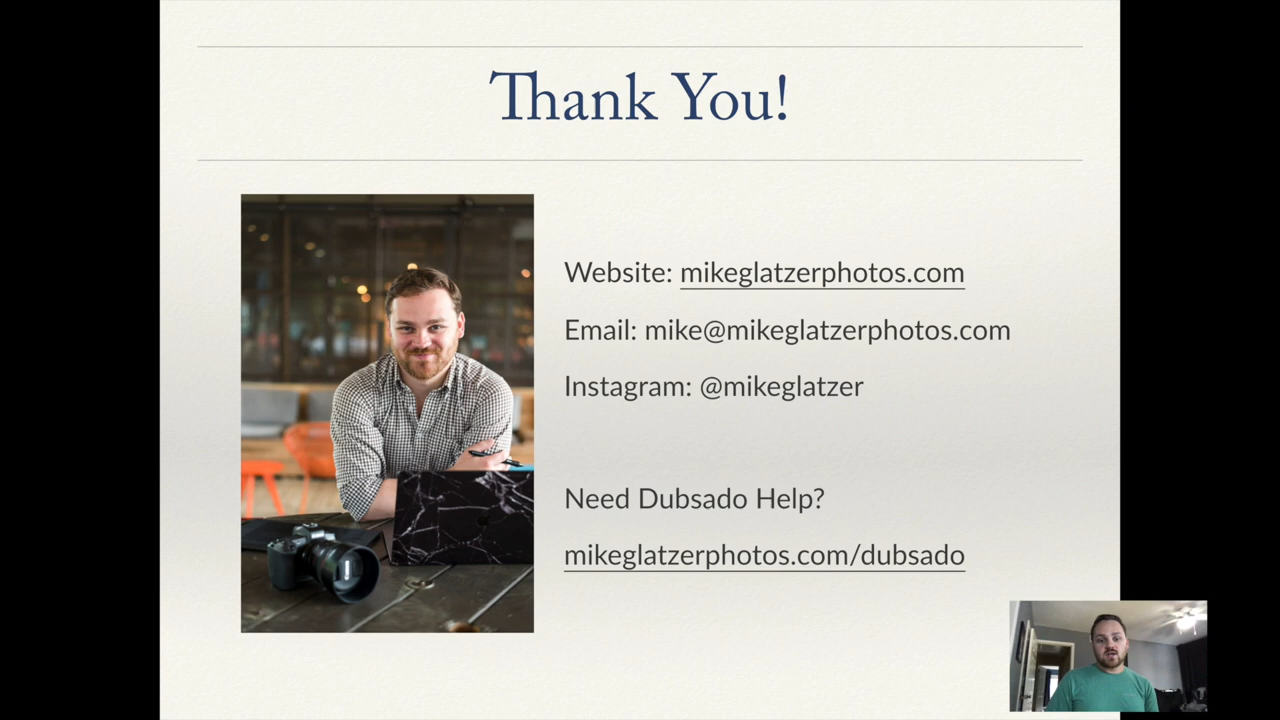 Thank You!
Website: mikeglatzerphotos.com
Email: mike@mikeglatzerphotos.com
Instagram: @mikeglatzer
Need Dubsado Help?
mikeglatzerphotos.com/dubsado